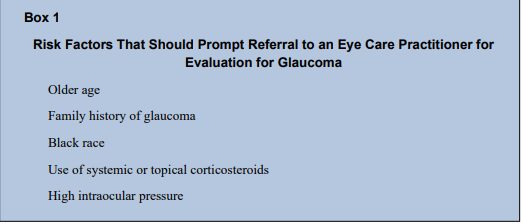 Box 1
Risk Factors That Should Prompt Referral to an Eye Care Practitioner for
Evaluation for Glaucoma
Older age
Family history of glaucoma
Black race
Use of systemic or topical corticosteroids
High intraocular pressure